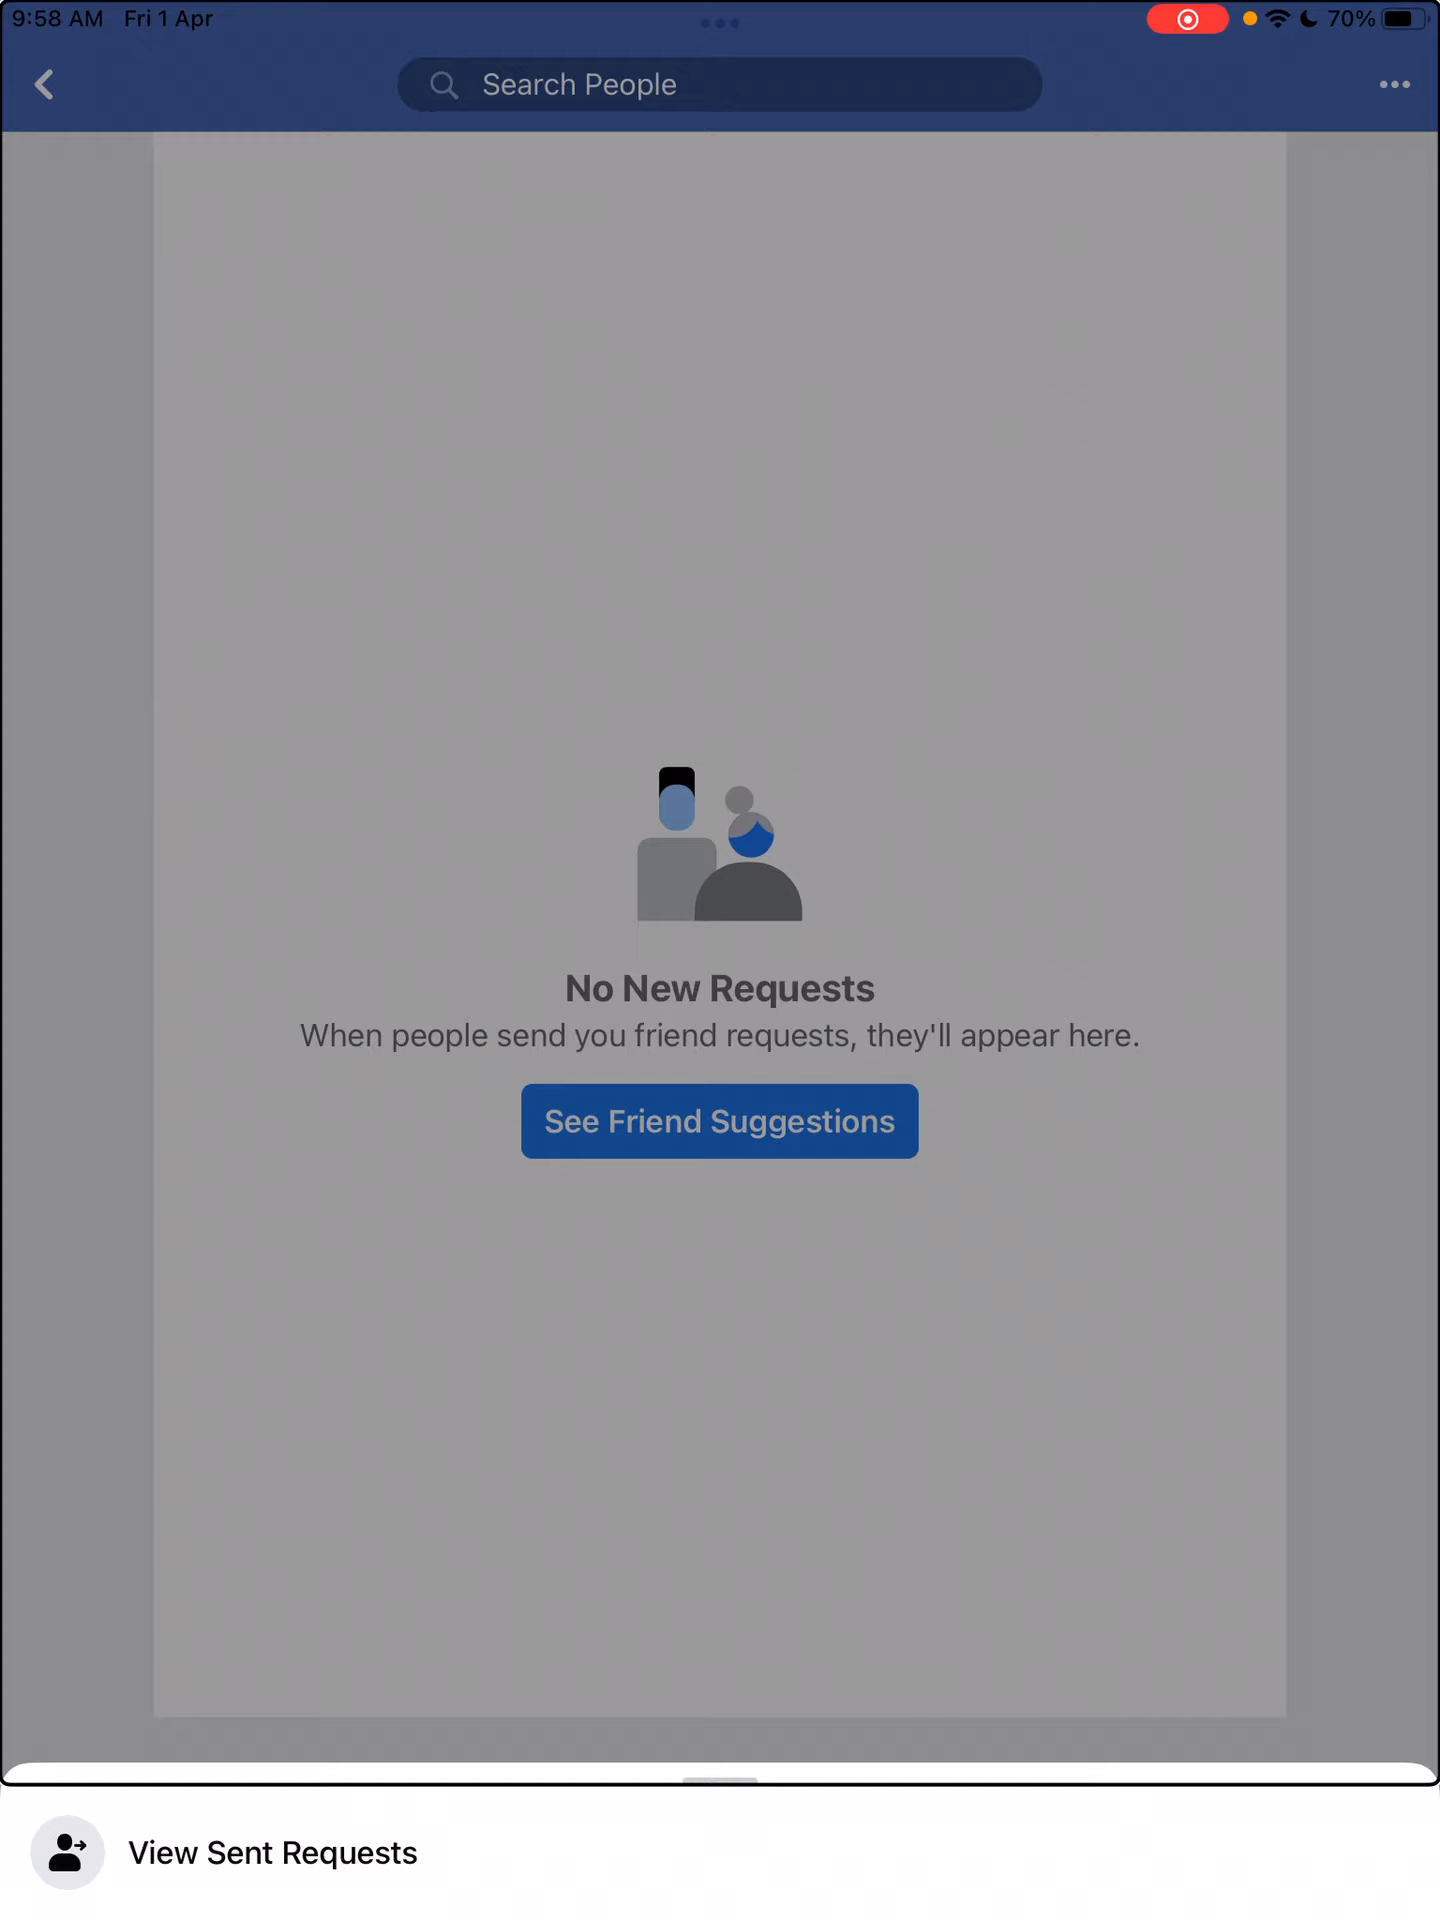 9:58 AM Fri 1 Apr
70%
Search People
No New Requests
When people send you friend requests, they'll appear here.
See Friend Suggestions
View Sent Requests